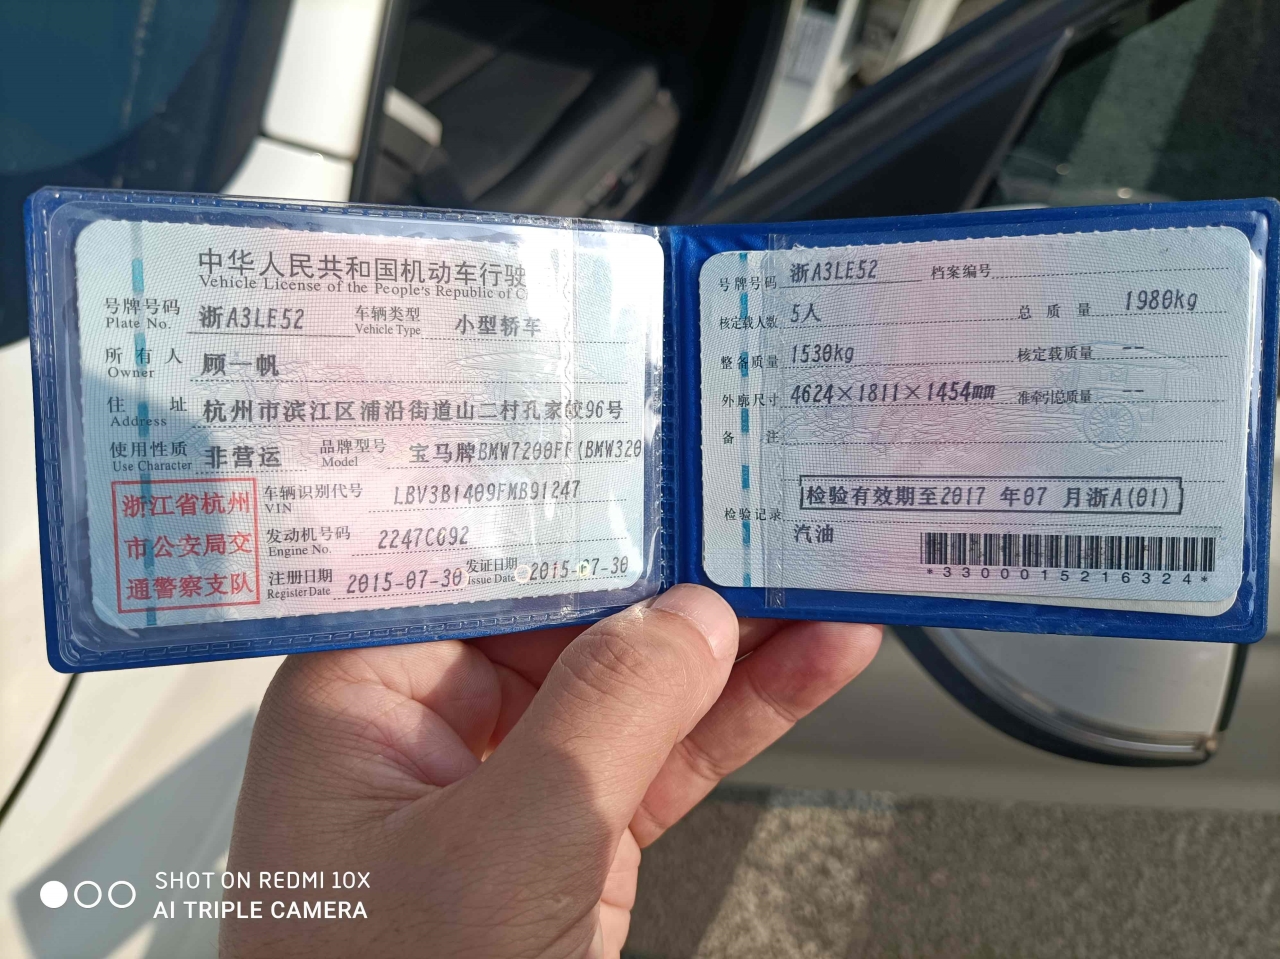 中华人民共和国机动车行驶
Vehicle License of the People's Republic of C
号牌号码 浙A3LE52 车辆类型 小型轿车
Plate No. Vehicle Type
所有人 顾一帆
Owner
住址 杭州市滨江区浦沿街道山二村孔家埭96号
Address
使用性质 非营运 品牌型号 宝马牌BMW7200FF(BMW320
Use Character Model
浙江省杭州
市公安局交
通警察支队
车辆识别代号 LBV3B1409FMB91247
VIN
发动机号码 2247C692
Engine No.
注册日期 2015-07-30 发证日期 2015-07-30
Register Date Issue Date
号牌号码 浙A3LE52 档案编号
核定载人数 5人 总质量 1980kg
整备质量 1530kg 核定载质量 --
外廓尺寸 4624×1811×1454mm 准牵引总质量 --
备注
检验有效期至2017 年07 月浙A(01)
检验记录
汽油
*3300015216324*
SHOT ON REDMI 10X
AI TRIPLE CAMERA